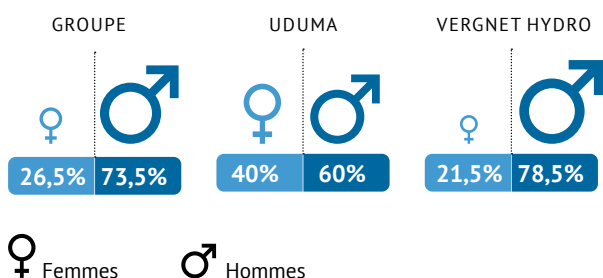 GROUPE UDUMA VERGNET HYDRO
26,5% 73,5% 40% 60% 21,5% 78,5%
Femmes Hommes